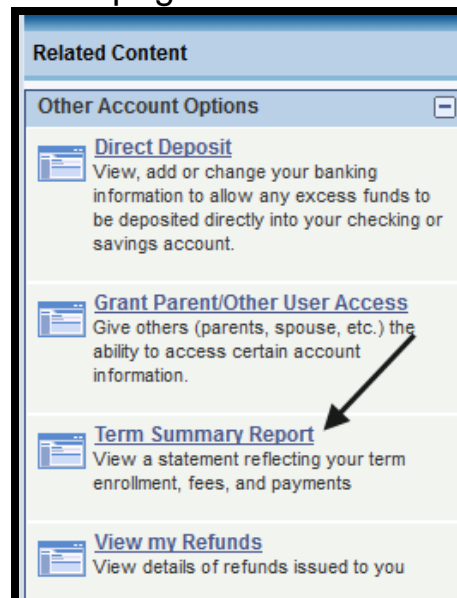 Related Content
Other Account Options
Direct Deposit
View, add or change your banking
information to allow any excess funds to
be deposited directly into your checking or
savings account.
Grant Parent/Other User Access
Give others (parents, spouse, etc.) the
ability to access certain account
information.
Term Summary Report
View a statement reflecting your term
enrollment, fees, and payments
View my Refunds
View details of refunds issued to you